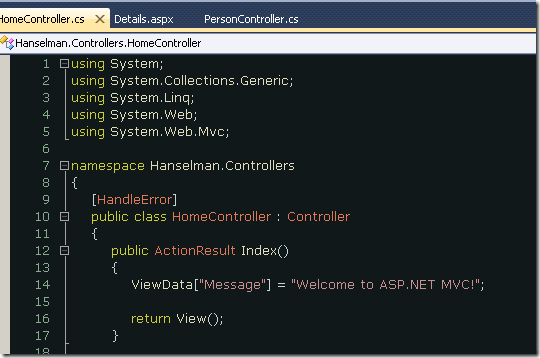 HomeController.cs Details.aspx PersonController.cs
Hanselman.Controllers.HomeController
1 using System;
2 using System.Collections.Generic;
3 using System.Linq;
4 using System.Web;
5 using System.Web.Mvc;
6
7 namespace Hanselman.Controllers
8 {
9 [HandleError]
10 public class HomeController : Controller
11 {
12 public ActionResult Index()
13 {
14 ViewData["Message"] = "Welcome to ASP.NET MVC!";
15
16 return View();
17 }
18